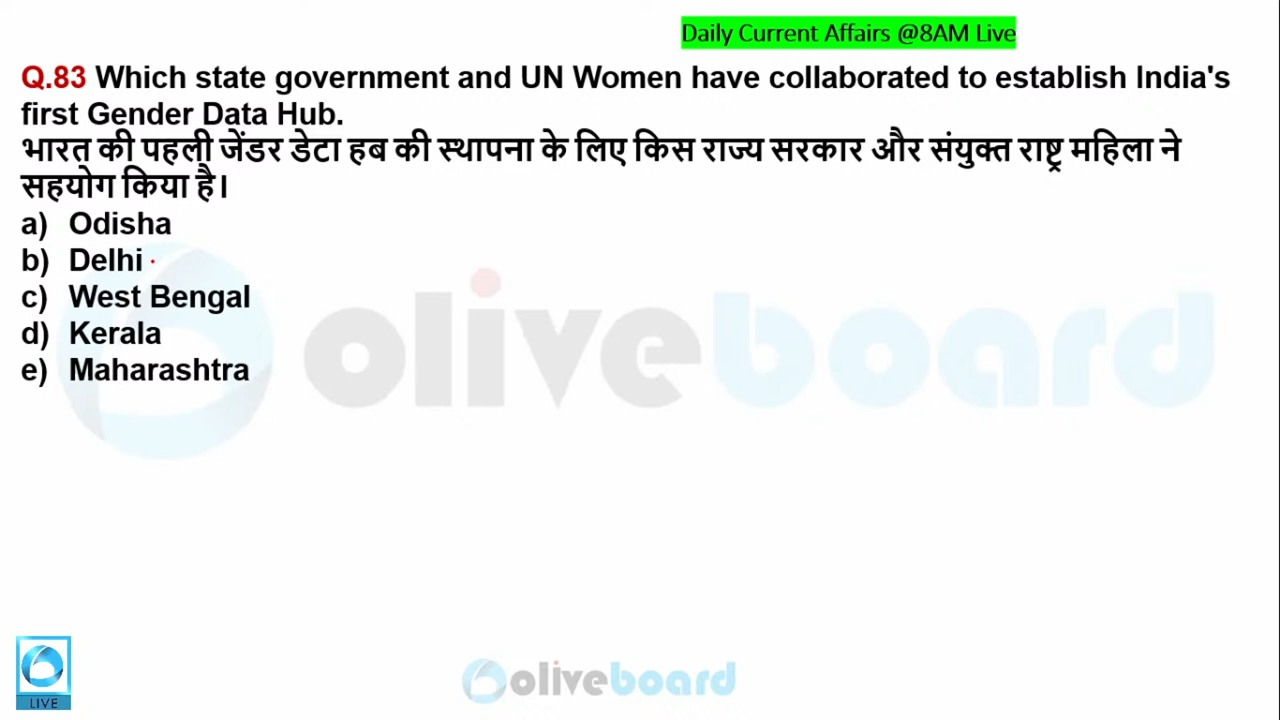 Daily Current Affairs @8AM Live
Q.83 Which state government and UN Women have collaborated to establish India's
first Gender Data Hub.
भारत की पहली जेंडर डेटा हब की स्थापना के लिए किस राज्य सरकार और संयुक्त राष्ट्र महिला ने
सहयोग किया है।
a) Odisha
b) Delhi
c) West Bengal
d) Kerala
e) Maharashtra
oliveboard
LIVE
oliveboard